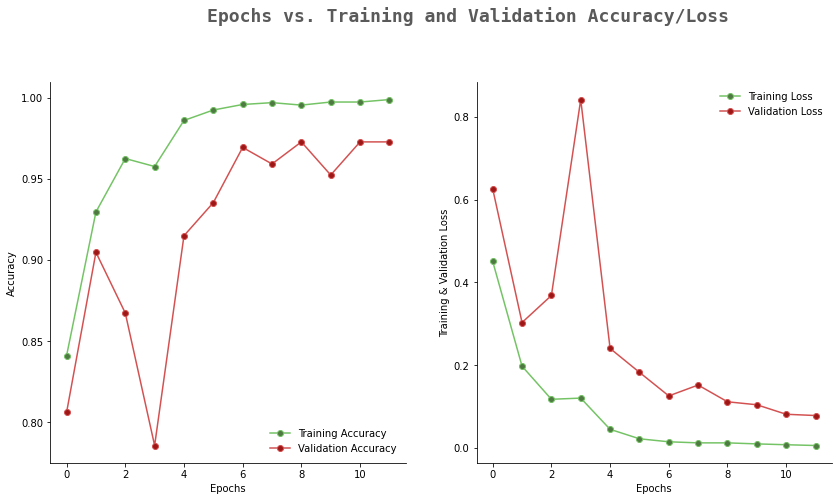 Epochs vs. Training and Validation Accuracy/Loss
Accuracy
1.00
0.95
0.90
0.85
0.80
0 2 4 6 8 10
Epochs
Training Accuracy
Validation Accuracy
Training & Validation Loss
0.8
0.6
0.4
0.2
0.0
0 2 4 6 8 10
Epochs
Training Loss
Validation Loss